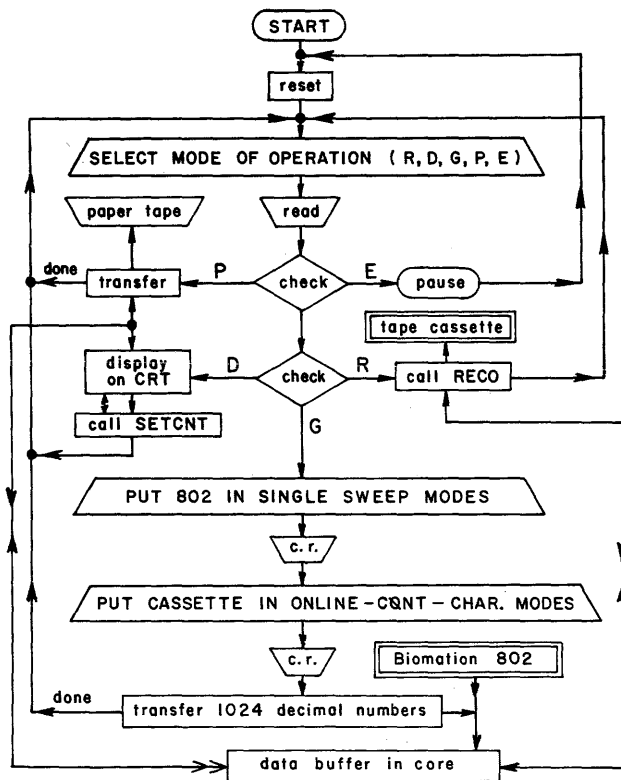 START
reset
SELECT MODE OF OPERATION ( R, D, G, P, E )
paper tape
read
done
transfer
P
check
E
pause
tape cassette
display
on CRT
D
check
R
call RECO
call SETCNT
G
PUT 802 IN SINGLE SWEEP MODES
c.r.
PUT CASSETTE IN ONLINE-CONT-CHAR. MODES
c.r.
Biomation 802
done
transfer 1024 decimal numbers
data buffer in core